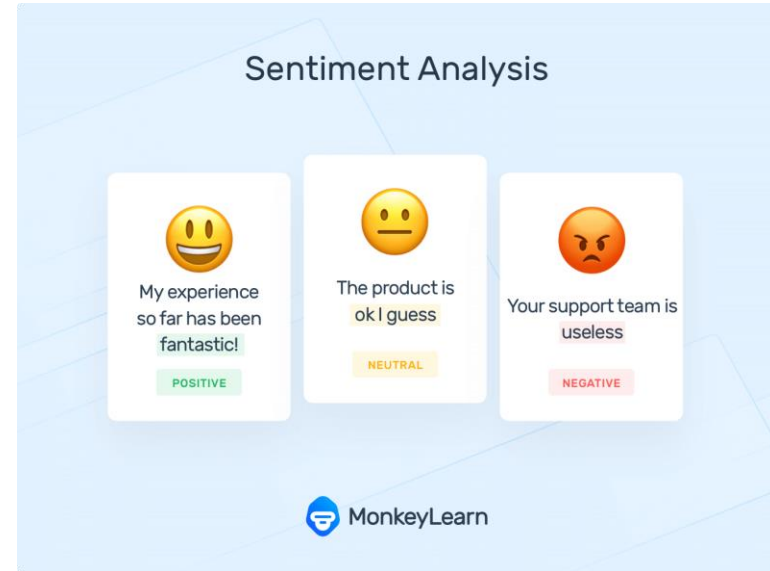 Sentiment Analysis
My experience
so far has been
fantastic!
POSITIVE
The product is
ok I guess
NEUTRAL
Your support team is
useless
NEGATIVE
MonkeyLearn